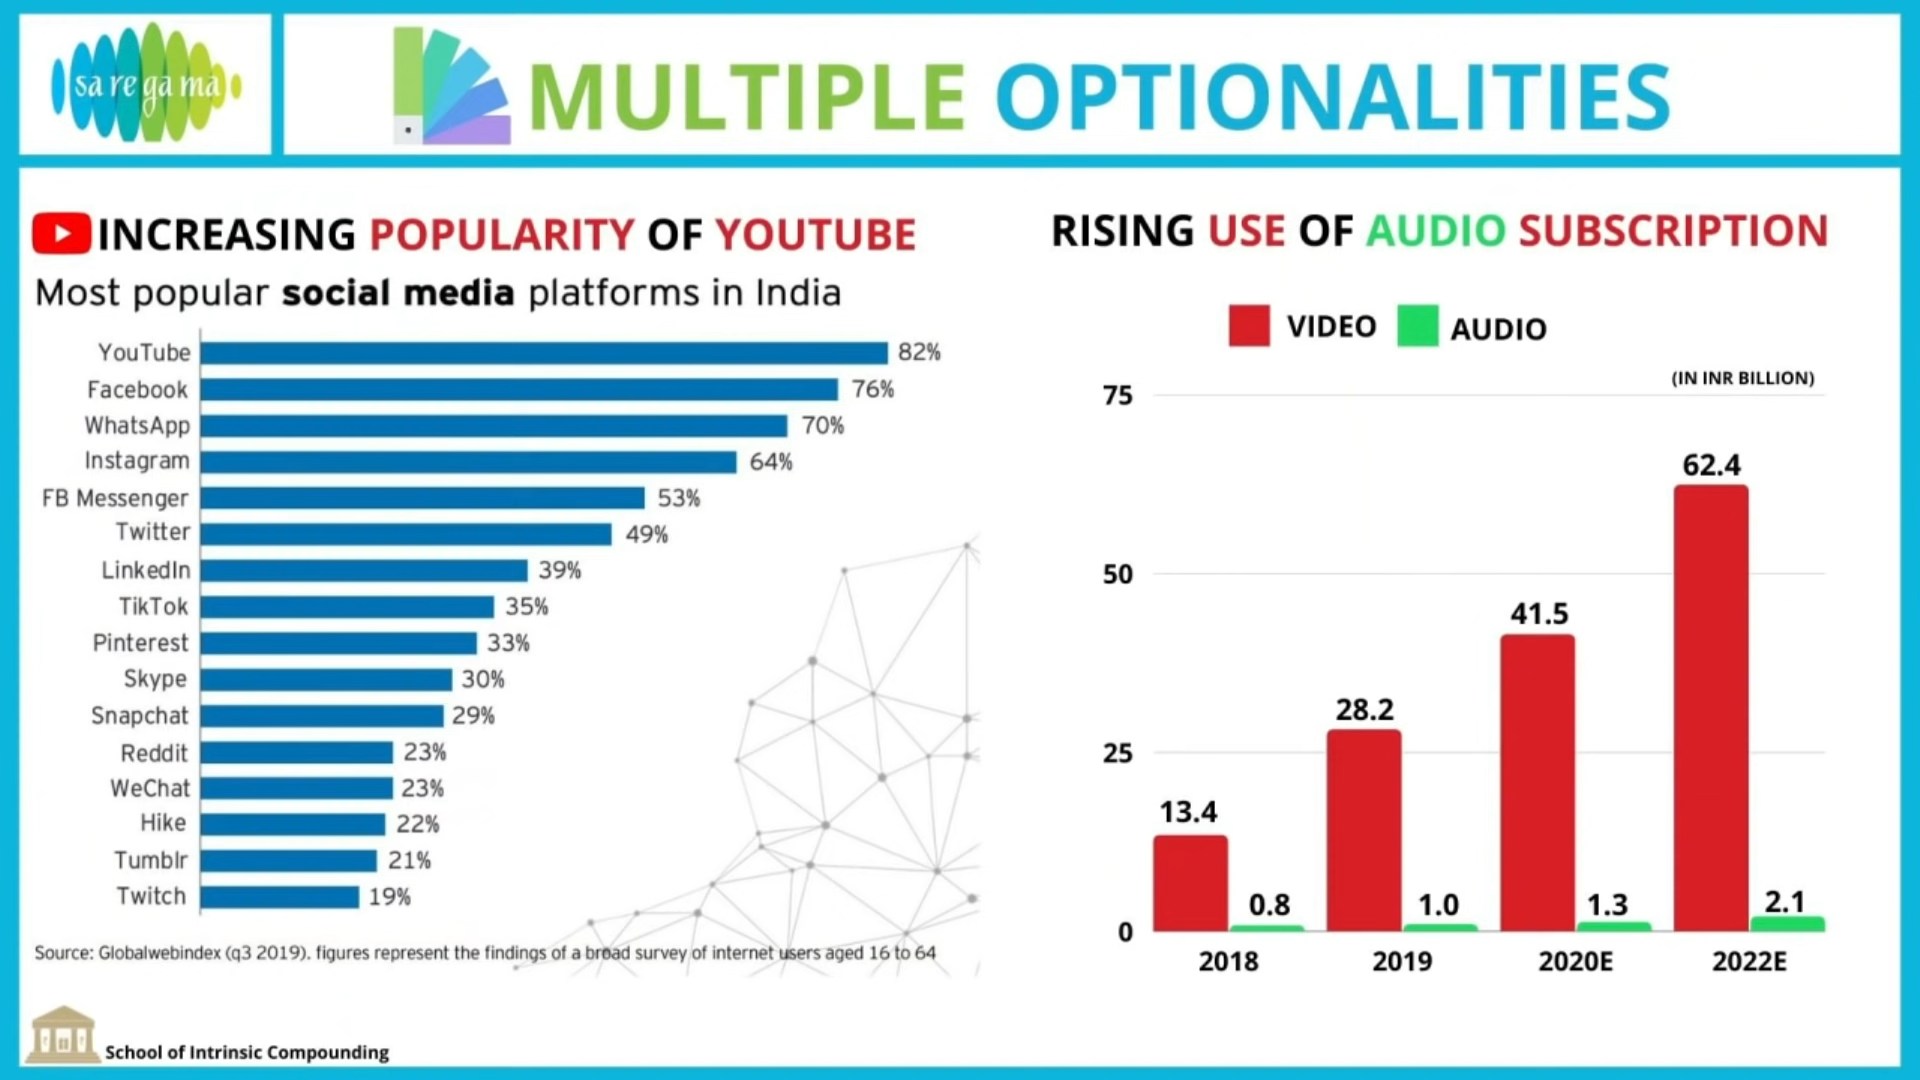 sa re ga ma
MULTIPLE OPTIONALITIES
INCREASING POPULARITY OF YOUTUBE
Most popular social media platforms in India
YouTube 82%
Facebook 76%
WhatsApp 70%
Instagram 64%
FB Messenger 53%
Twitter 49%
LinkedIn 39%
TikTok 35%
Pinterest 33%
Skype 30%
Snapchat 29%
Reddit 23%
WeChat 23%
Hike 22%
Tumblr 21%
Twitch 19%
Source: Globalwebindex (q3 2019). figures represent the findings of a broad survey of internet users aged 16 to 64
RISING USE OF AUDIO SUBSCRIPTION
VIDEO AUDIO
(IN INR BILLION)
75
62.4
50
41.5
28.2
25
13.4
0.8 1.0 1.3 2.1
0
2018 2019 2020E 2022E
School of Intrinsic Compounding